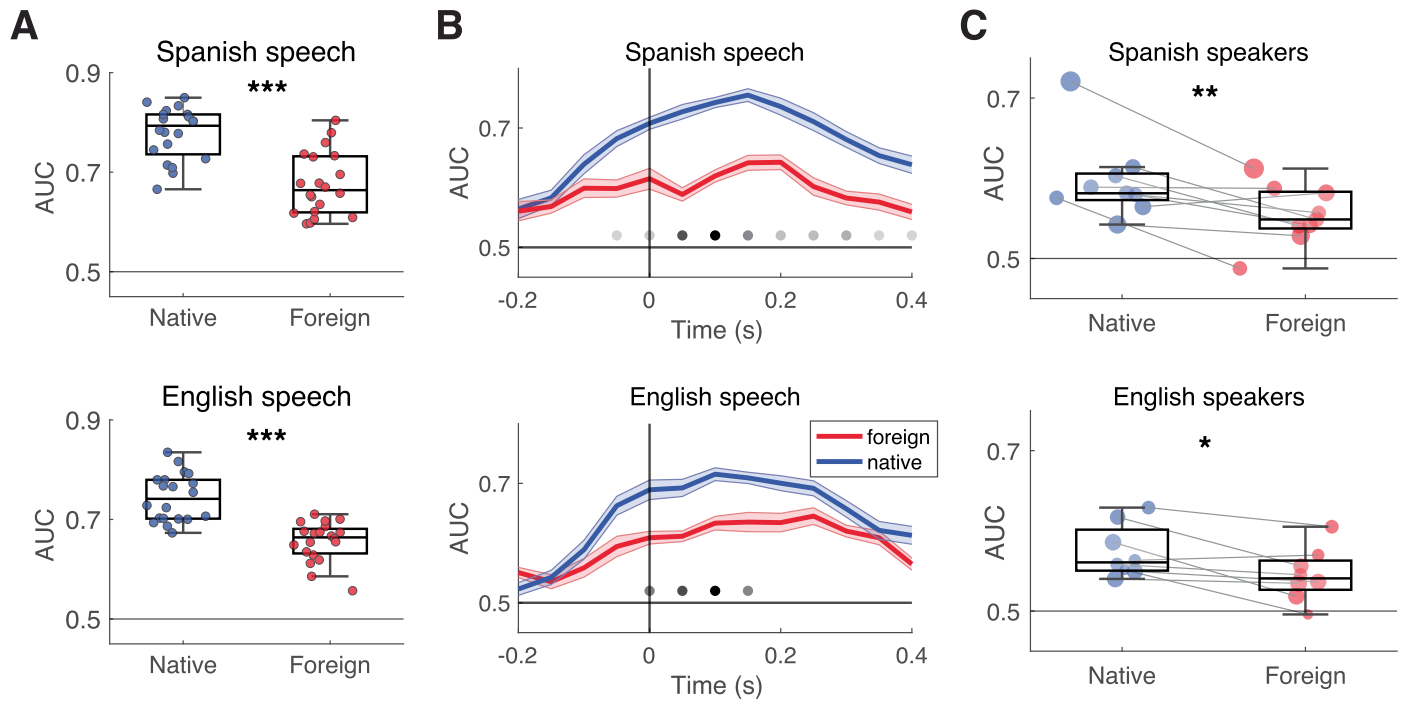 A
Spanish speech
***
0.9
0.7
0.5
AUC
Native
Foreign
English speech
***
0.9
0.7
0.5
AUC
Native
Foreign
B
Spanish speech
0.7
0.5
AUC
-0.2
0
0.2
0.4
Time (s)
English speech
foreign
native
0.7
0.5
AUC
-0.2
0
0.2
0.4
Time (s)
C
Spanish speakers
**
0.7
0.5
AUC
Native
Foreign
English speakers
*
0.7
0.5
AUC
Native
Foreign